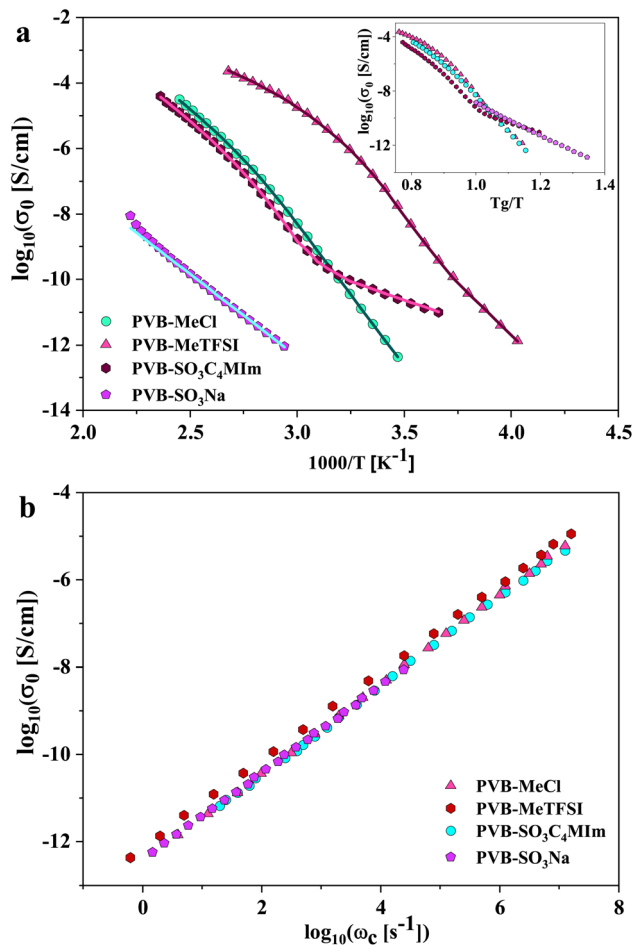 a
-2
-4
-6
-8
-10
-12
-14
log₁₀(σ₀ [S/cm])
2.0
2.5
3.0
3.5
4.0
4.5
1000/T [K⁻¹]
PVB-MeCl
PVB-MeTFSI
PVB-SO₃C₄MIm
PVB-SO₃Na
-4
-8
-12
log₁₀(σ₀ [S/cm])
0.8
1.0
1.2
1.4
Tg/T
b
-4
-6
-8
-10
-12
log₁₀(σ₀ [S/cm])
PVB-MeCl
PVB-MeTFSI
PVB-SO₃C₄MIm
PVB-SO₃Na
0
2
4
6
8
log₁₀(ω_c [s⁻¹])